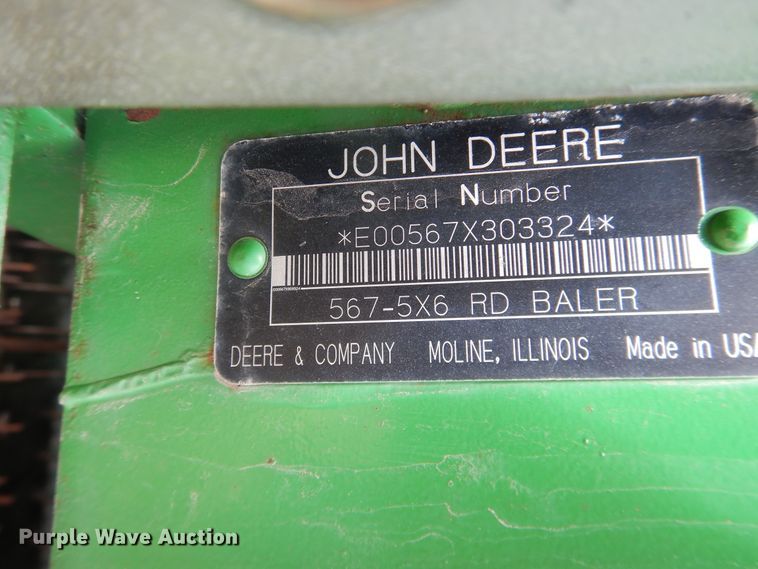 JOHN DEERE
Serial Number
*E00567X303324*
567-5X6 RD BALER
DEERE & COMPANY MOLINE, ILLINOIS Made in USA
Purple Wave Auction